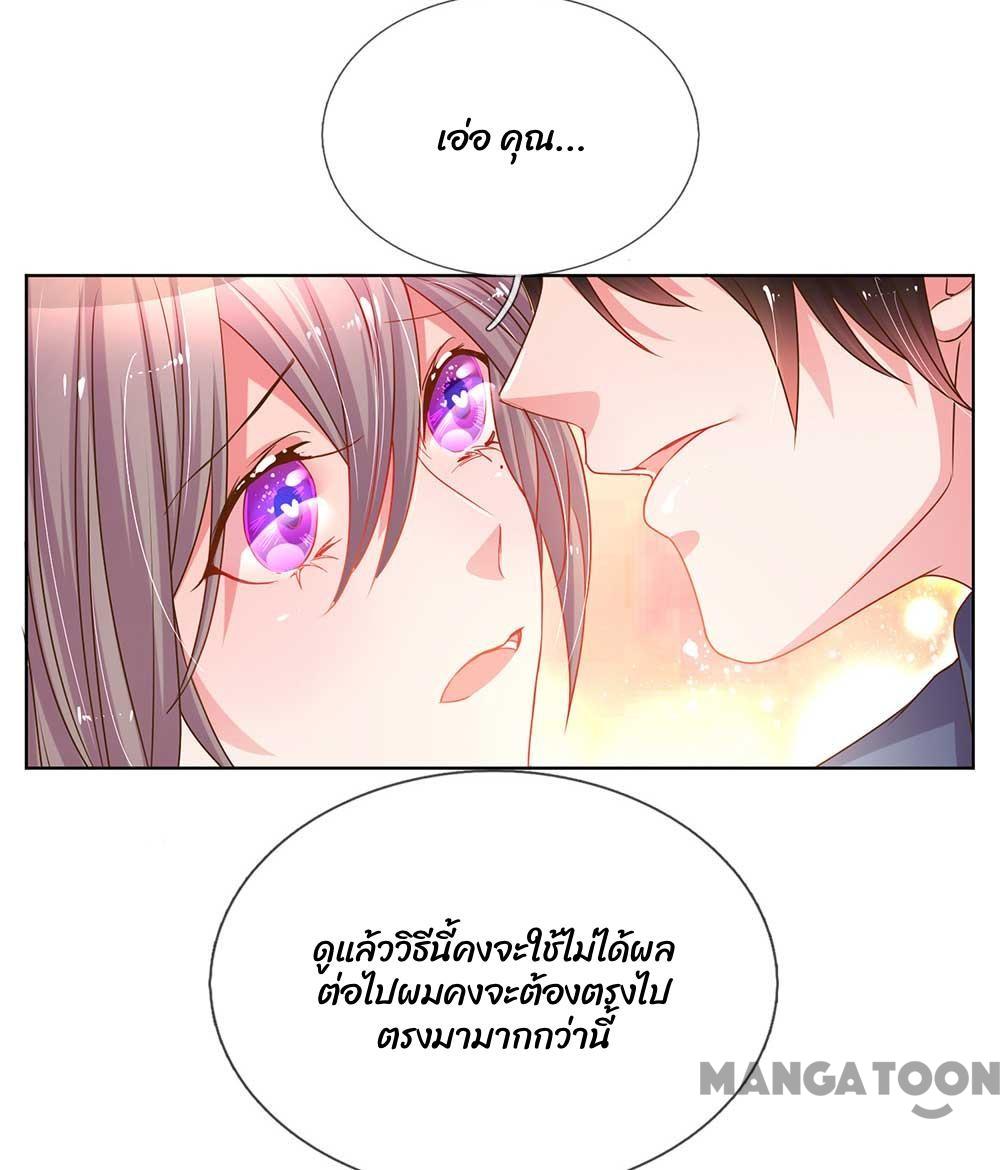 เอ่อ คุณ...
ดูแล้ววิธีนี้คงจะใช้ไม่ได้ผล
ต่อไปผมคงจะต้องตรงไป
ตรงมามากกว่านี้
MANGATOON